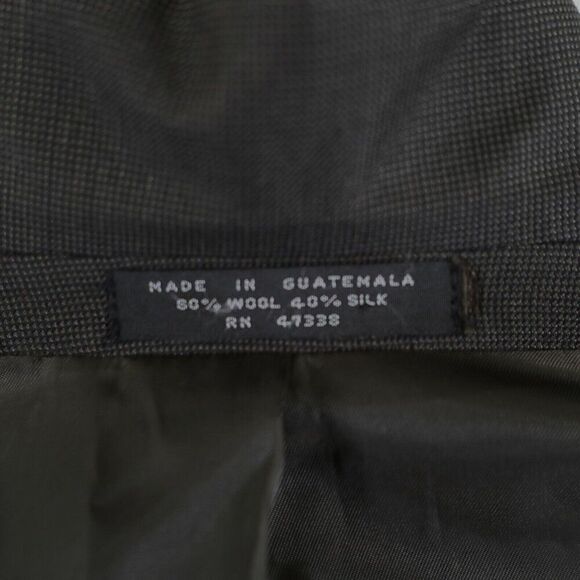 MADE IN GUATEMALA
60% WOOL 40% SILK
RN 47338